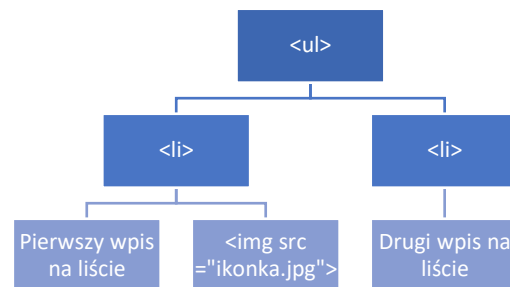 <ul>
<li>
<li>
Pierwszy wpis
na liście
<img src
="ikonka.jpg">
Drugi wpis na
liście